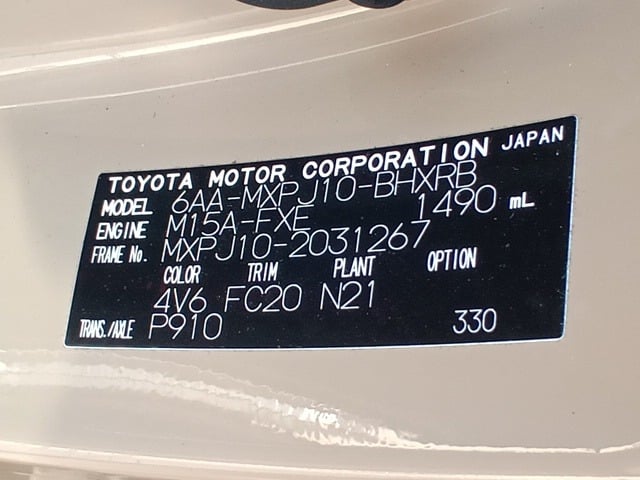 TOYOTA MOTOR CORPORATION JAPAN
MODEL 6AA-MXPJ10-BHXRB
ENGINE M15A-FXE 1490 mL
FRAME No. MXPJ10-2031267
COLOR TRIM PLANT OPTION
4V6 FC20 N21
TRANS./AXLE P910 330